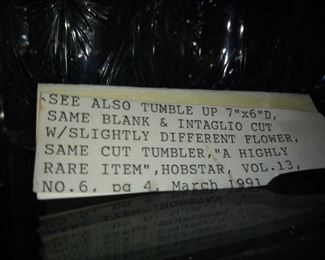 SEE ALSO TUMBLE UP 7"x6"D,
SAME BLANK & INTAGLIO CUT
W/SLIGHTLY DIFFERENT FLOWER,
SAME CUT TUMBLER,"A HIGHLY
RARE ITEM",HOBSTAR, VOL.13,
NO.6, pg 4, March 1991